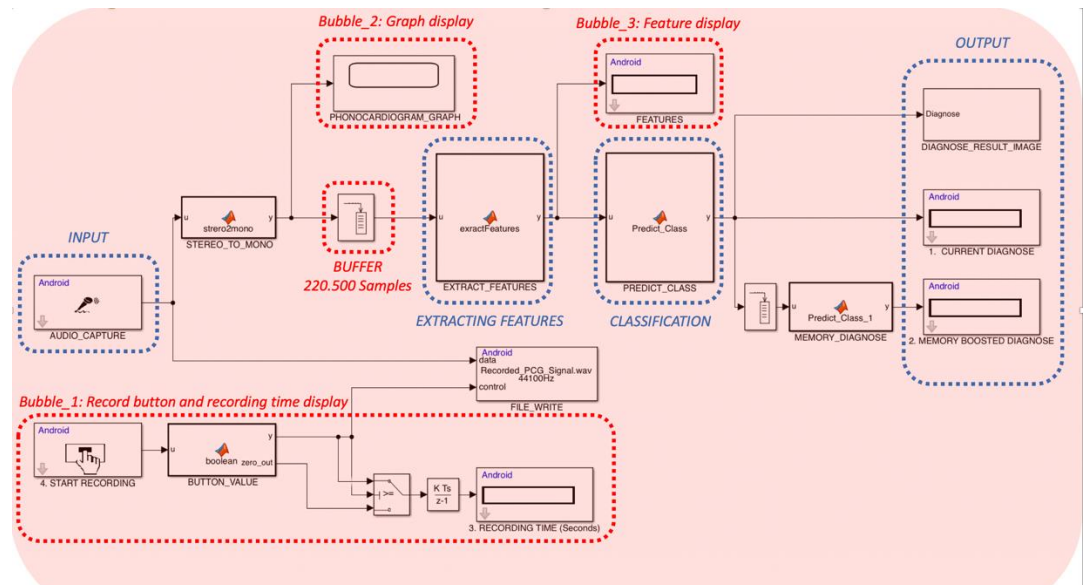 Bubble_2: Graph display
Bubble_3: Feature display
OUTPUT
Android
Diagnose
PHONOCARDIOGRAM_GRAPH
FEATURES
DIAGNOSE_RESULT_IMAGE
u
strero2mono
y
STEREO_TO_MONO
u
exractFeatures
y
u
Predict_Class
y
Android
1. CURRENT DIAGNOSE
INPUT
BUFFER
220.500 Samples
EXTRACT_FEATURES
PREDICT_CLASS
Android
AUDIO_CAPTURE
EXTRACTING FEATURES
CLASSIFICATION
u
Predict_Class_1
y
MEMORY_DIAGNOSE
Android
2. MEMORY BOOSTED DIAGNOSE
Android
data
Recorded_PCG_Signal.wav
44100Hz
control
FILE_WRITE
Bubble_1: Record button and recording time display
Android
4. START RECORDING
u
boolean
y
zero_out
BUTTON_VALUE
>=
K Ts
z-1
Android
3. RECORDING TIME (Seconds)